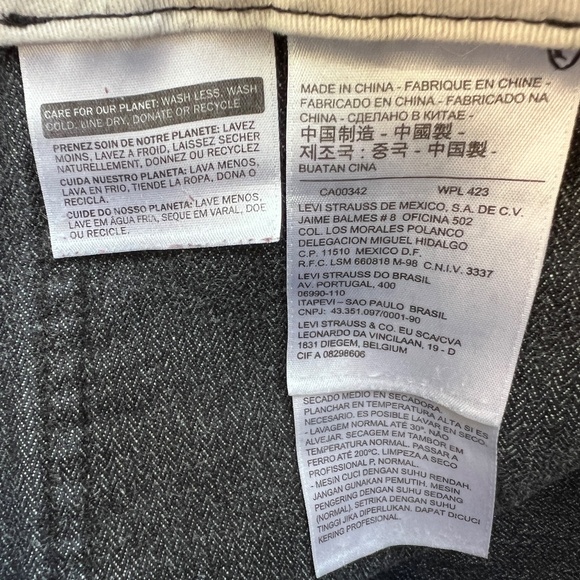 CARE FOR OUR PLANET: WASH LESS, WASH
COLD, LINE DRY, DONATE OR RECYCLE
PRENEZ SOIN DE NOTRE PLANETE: LAVEZ
MOINS, LAVEZ A FROID, LAISSEZ SECHER
NATURELLEMENT, DONNEZ OU RECYCLEZ
CUIDA NUESTRO PLANETA: LAVA MENOS,
LAVA EN FRIO, TIENDE LA ROPA, DONA O
RECICLA.
CUIDE DO NOSSO PLANETA: LAVE MENOS,
LAVE EM ÁGUA FRIA, SEQUE EM VARAL, DOE
OU RECICLE.
MADE IN CHINA - FABRIQUE EN CHINE -
FABRICADO EN CHINA - FABRICADO NA
CHINA - СДЕЛАНО В КИТАЕ -
中国制造 - 中國製 -
제조국 : 중국 - 中国製 -
BUATAN CINA
CA00342 WPL 423
LEVI STRAUSS DE MEXICO, S.A. DE C.V.
JAIME BALMES # 8 OFICINA 502
COL. LOS MORALES POLANCO
DELEGACION MIGUEL HIDALGO
C.P. 11510 MEXICO D.F.
R.F.C. LSM 660818 M-98 C.N.I.V. 3337
LEVI STRAUSS DO BRASIL
AV. PORTUGAL, 400
06990-110
ITAPEVI - SAO PAULO BRASIL
CNPJ: 43.351.097/0001-90
LEVI STRAUSS & CO. EU SCA/CVA
LEONARDO DA VINCILAAN, 19 - D
1831 DIEGEM, BELGIUM
CIF A 08298606
SECADO MEDIO EN SECADORA
PLANCHAR EN TEMPERATURA ALTA SI ES
NECESARIO. ES POSIBLE LAVAR EN SECO.
- LAVAGEM NORMAL ATÉ 30º, NÃO
ALVEJAR. SECAGEM EM TAMBOR EM
TEMPERATURA NORMAL. PASSAR A
FERRO ATÉ 200ºC. LIMPEZA A SECO
PROFISSIONAL P, NORMAL.
- MESIN CUCI DENGAN SUHU RENDAH.
JANGAN GUNAKAN PEMUTIH. MESIN
PENGERING DENGAN SUHU SEDANG
(NORMAL). SETRIKA DENGAN SUHU
TINGGI JIKA DIPERLUKAN. DAPAT DICUCI
KERING PROFESIONAL.